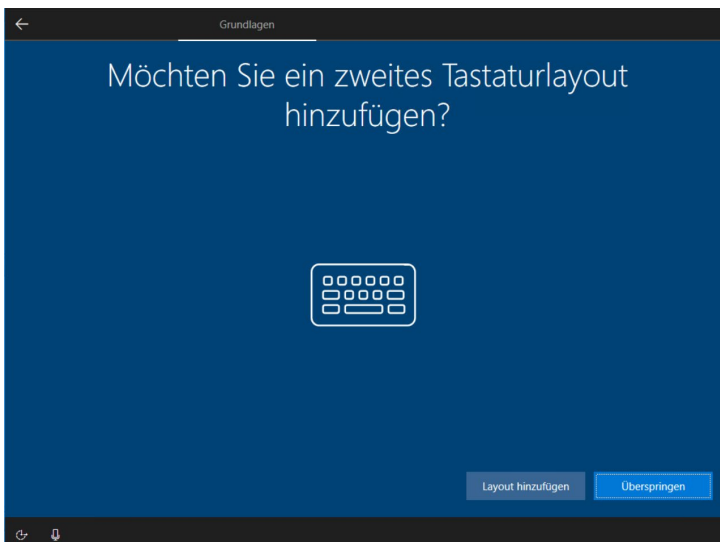 Grundlagen
Möchten Sie ein zweites Tastaturlayout
hinzufügen?
Layout hinzufügen
Überspringen